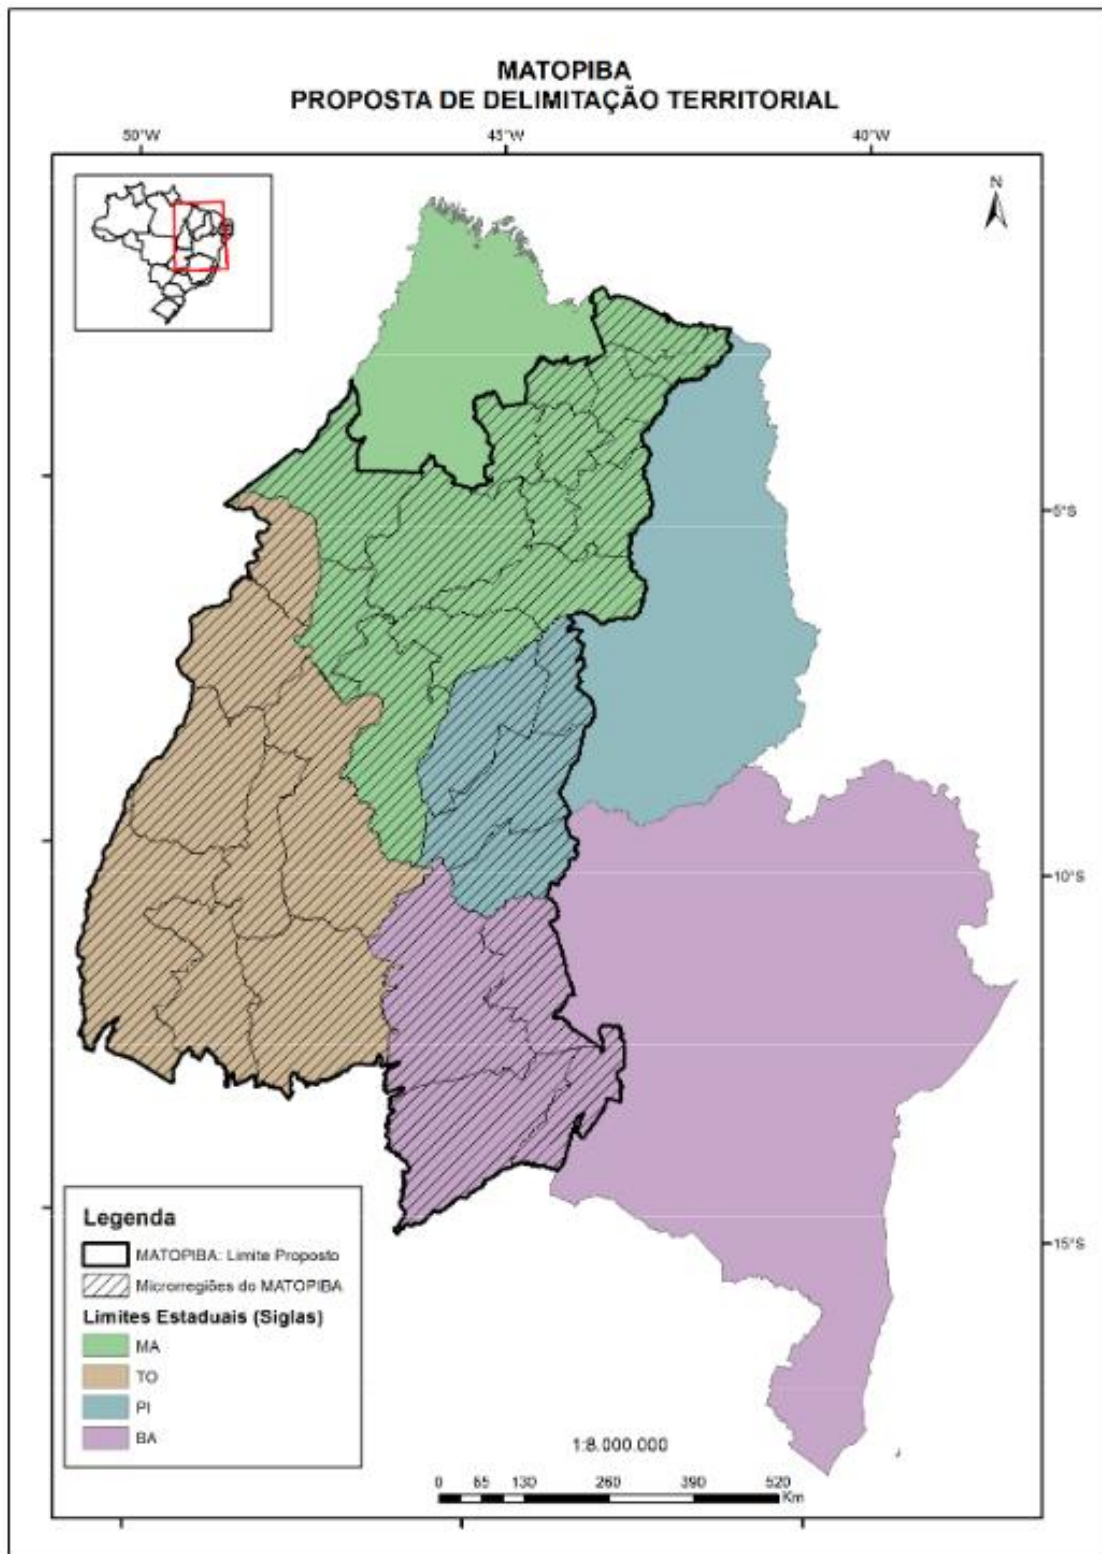 MATOPIBA
PROPOSTA DE DELIMITAÇÃO TERRITORIAL
50°W
45°W
40°W
N
5°S
10°S
15°S
Legenda
MATOPIBA: Limite Proposto
Microrregiões do MATOPIBA
Limites Estaduais (Siglas)
MA
TO
PI
BA
1:8.000.000
0 65 130 260 390 520
Km